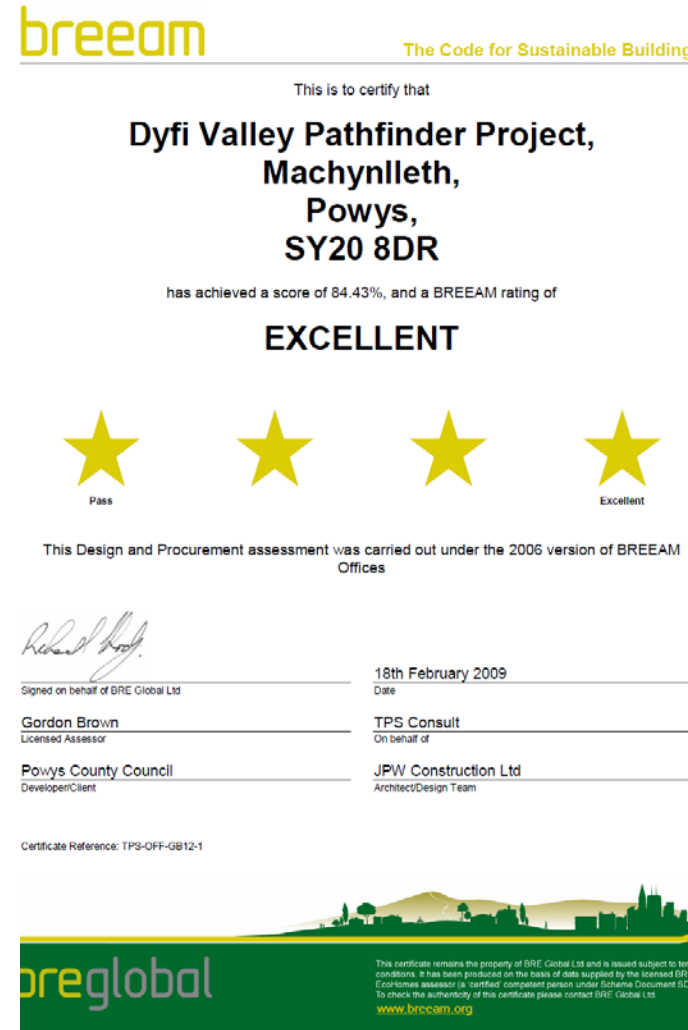 breeam
The Code for Sustainable Building
This is to certify that
Dyfi Valley Pathfinder Project,
Machynlleth,
Powys,
SY20 8DR
has achieved a score of 84.43%, and a BREEAM rating of
EXCELLENT
Pass
Excellent
This Design and Procurement assessment was carried out under the 2006 version of BREEAM
Offices
Signed on behalf of BRE Global Ltd
18th February 2009
Date
Gordon Brown
Licensed Assessor
TPS Consult
On behalf of
Powys County Council
Developer/Client
JPW Construction Ltd
Architect/Design Team
Certificate Reference: TPS-OFF-GB12-1
breglobal
This certificate remains the property of BRE Global Ltd and is issued subject to
conditions. It has been produced on the basis of data supplied by the licensed
EcoHomes assessor (a 'certified' competent person under Scheme Document
To check the authenticity of this certificate please contact BRE Global Ltd.
www.breeam.org